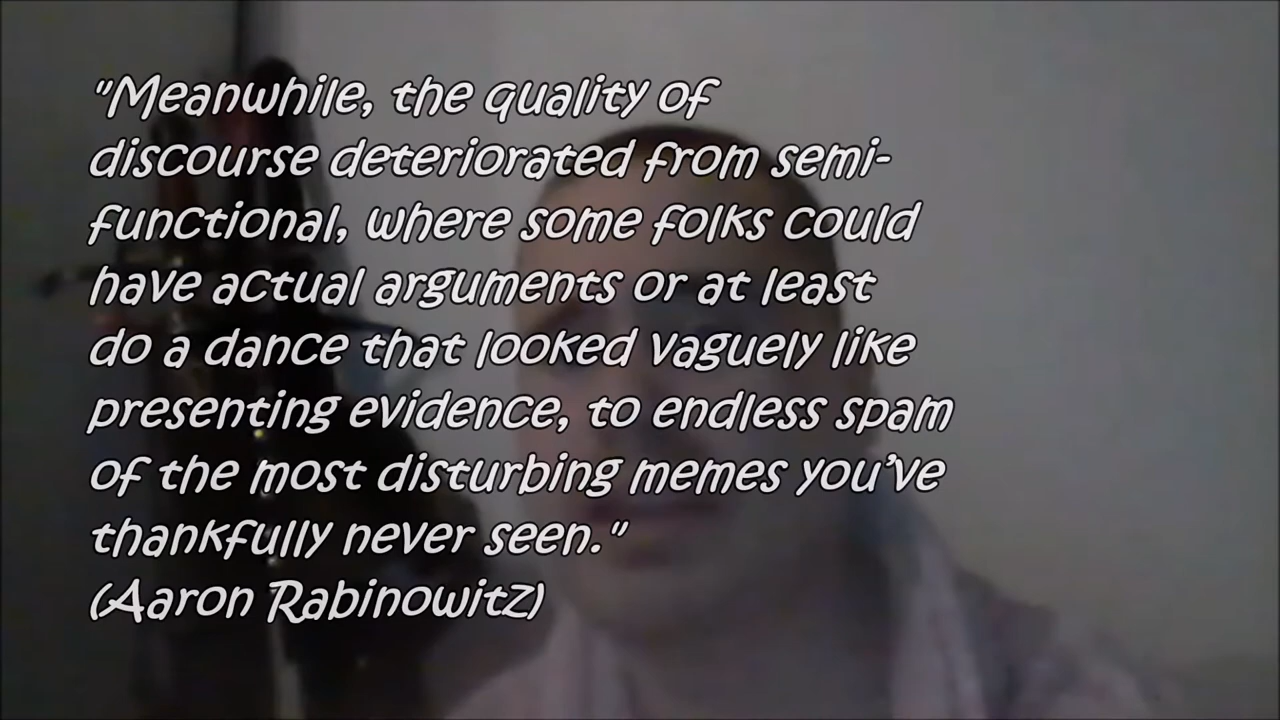 "Meanwhile, the quality of
discourse deteriorated from semi-
functional, where some folks could
have actual arguments or at least
do a dance that looked vaguely like
presenting evidence, to endless spam
of the most disturbing memes you've
thankfully never seen."
(Aaron Rabinowitz)